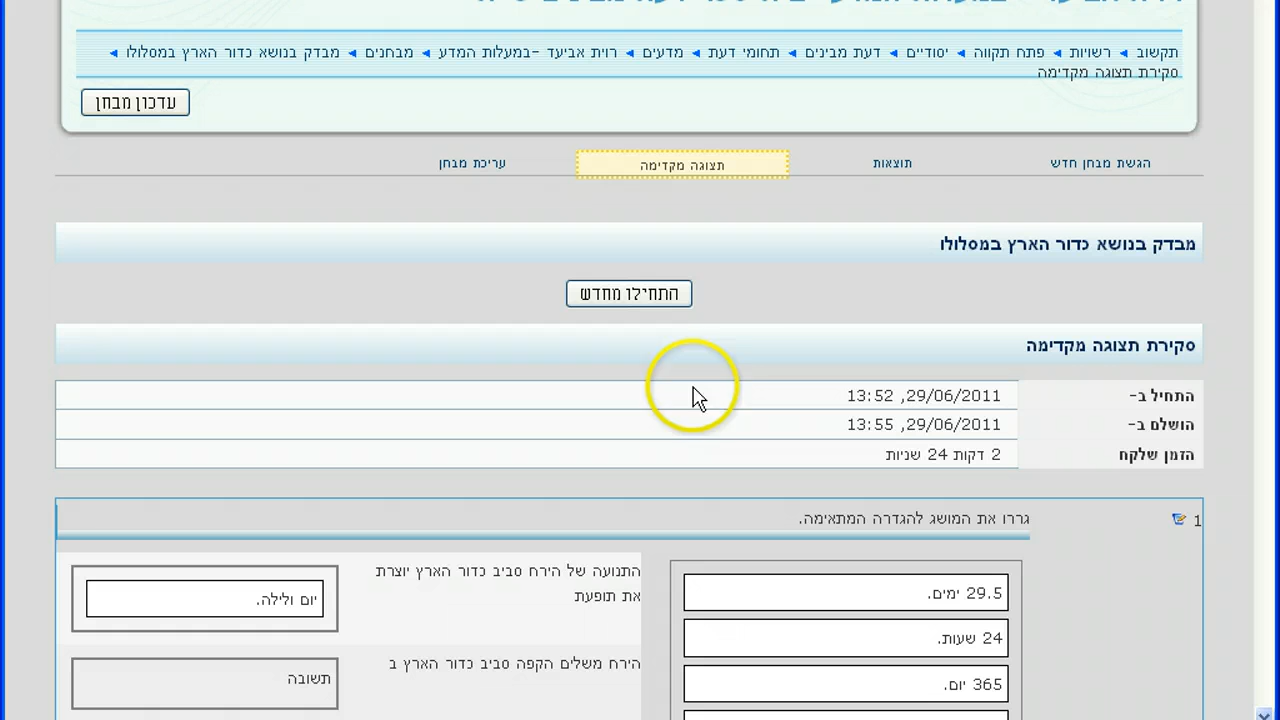 תקשוב ◄ רשויות ◄ פתח תקווה ◄ יסודיים ◄ דעת מבינים ◄ תחומי דעת ◄ מדעים ◄ רוית אביעד -במעלות המדע ◄ מבחנים ◄ מבדק בנושא כדור הארץ במסלולו ◄
סקירת תצוגה מקדימה
עדכון מבחן
הגשת מבחן חדש תוצאות תצוגה מקדימה עריכת מבחן
מבדק בנושא כדור הארץ במסלולו
התחילו מחדש
סקירת תצוגה מקדימה
התחיל ב- 29/06/2011, 13:52
הושלם ב- 29/06/2011, 13:55
הזמן שלקח 2 דקות 24 שניות
1 גררו את המושג להגדרה המתאימה.
29.5 ימים.
24 שעות.
365 יום.
התנועה של הירח סביב כדור הארץ יוצרת
את תופעת
יום ולילה.
הירח משלים הקפה סביב כדור הארץ ב
תשובה